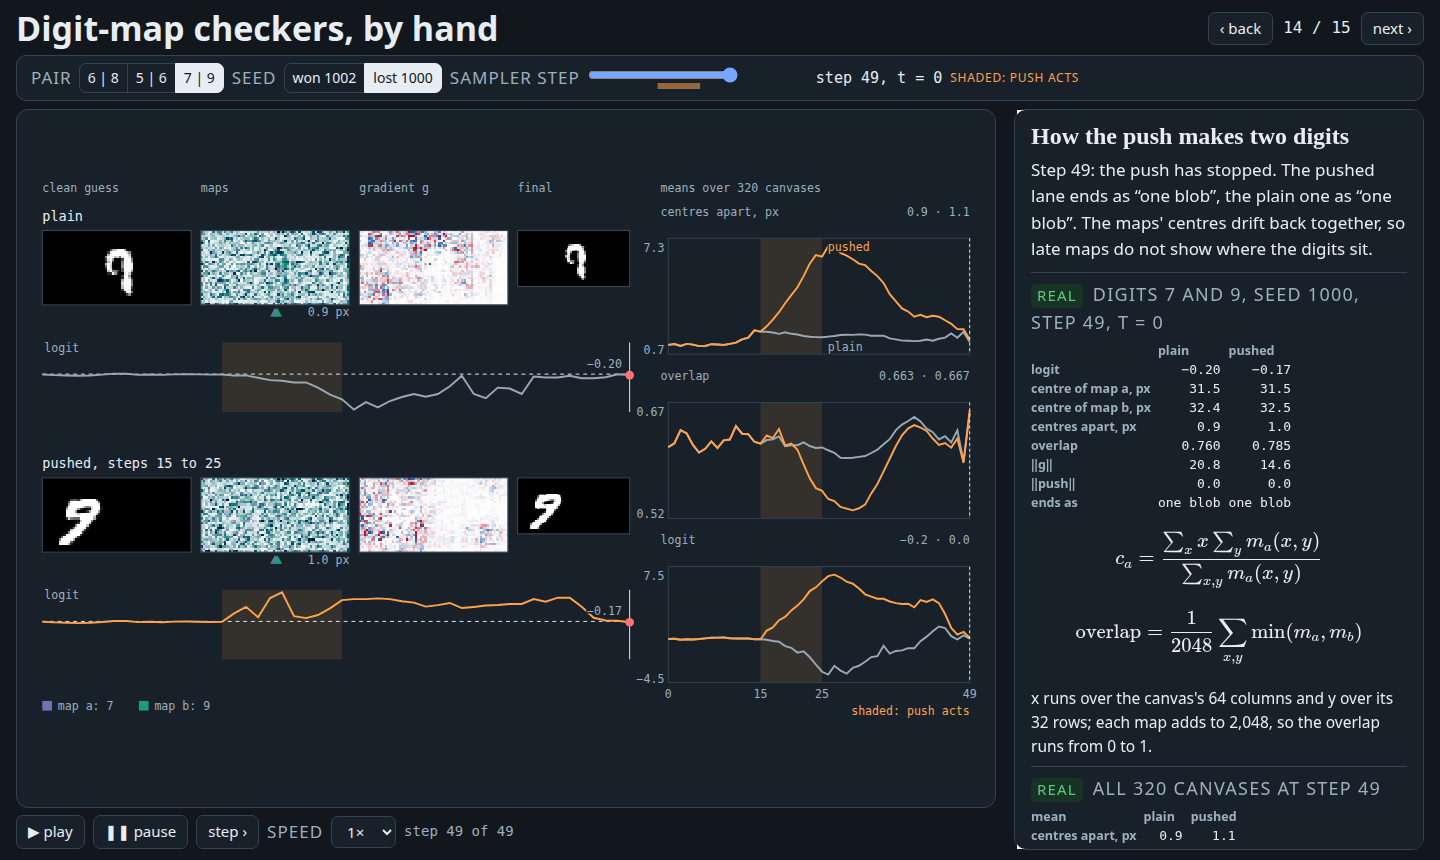 Digit-map checkers, by hand
‹ back 14 / 15 next ›
PAIR 6 | 8 5 | 6 7 | 9 SEED won 1002 lost 1000 SAMPLER STEP step 49, t = 0 SHADED: PUSH ACTS
clean guess maps gradient g final
plain
0.9 px
logit
−0.20
pushed, steps 15 to 25
1.0 px
logit
−0.17
map a: 7 map b: 9
means over 320 canvases
centres apart, px 0.9 · 1.1
7.3
pushed
0.7
plain
overlap 0.663 · 0.667
0.67
0.52
logit −0.2 · 0.0
7.5
−4.5
0 15 25 49
shaded: push acts
▶ play ❚❚ pause step › SPEED 1× step 49 of 49
How the push makes two digits
Step 49: the push has stopped. The pushed
lane ends as “one blob”, the plain one as “one
blob”. The maps' centres drift back together, so
late maps do not show where the digits sit.
REAL DIGITS 7 AND 9, SEED 1000,
STEP 49, T = 0
plain pushed
logit −0.20 −0.17
centre of map a, px 31.5 31.5
centre of map b, px 32.4 32.5
centres apart, px 0.9 1.0
overlap 0.760 0.785
||g|| 20.8 14.6
||push|| 0.0 0.0
ends as one blob one blob
c_a = ∑_x x ∑_y m_a(x, y) / ∑_{x,y} m_a(x, y)
overlap = 1/2048 ∑_{x,y} min(m_a, m_b)
x runs over the canvas's 64 columns and y over its
32 rows; each map adds to 2,048, so the overlap
runs from 0 to 1.
REAL ALL 320 CANVASES AT STEP 49
mean plain pushed
centres apart, px 0.9 1.1